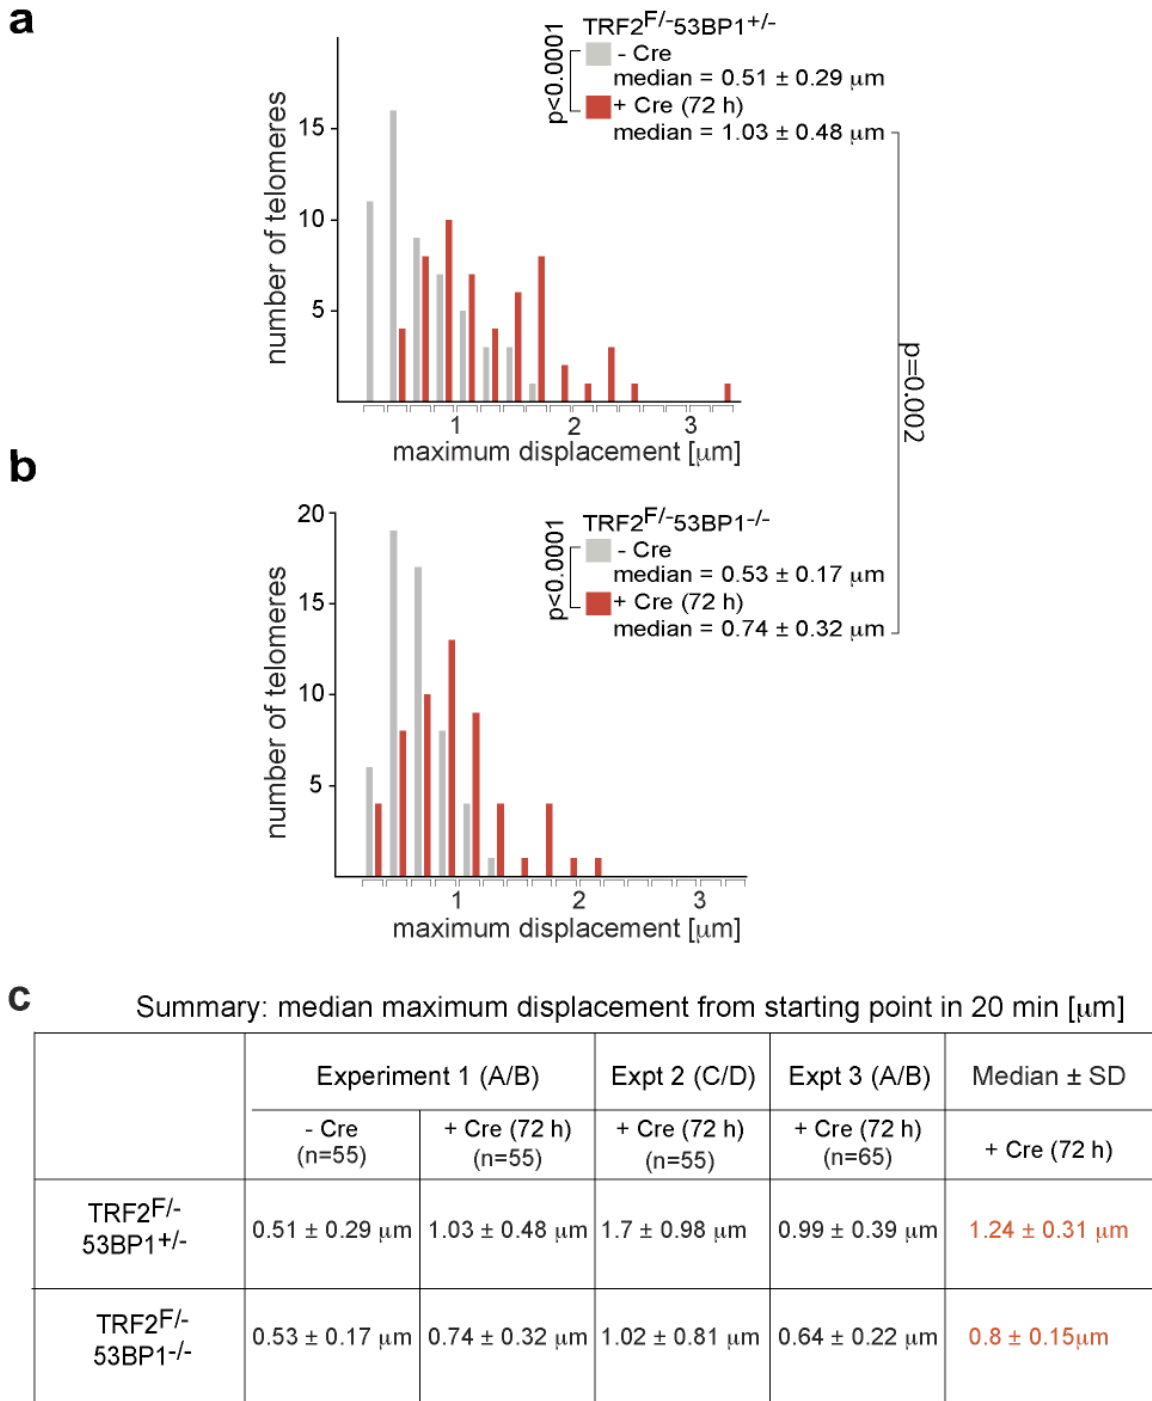 a
TRF2F/-53BP1+/-
- Cre
median = 0.51 ± 0.29 μm
+ Cre (72 h)
median = 1.03 ± 0.48 μm
p<0.0001
number of telomeres
15
10
5
1 2 3
maximum displacement [μm]
p=0.002
b
TRF2F/-53BP1-/-
- Cre
median = 0.53 ± 0.17 μm
+ Cre (72 h)
median = 0.74 ± 0.32 μm
p<0.0001
number of telomeres
20
15
10
5
1 2 3
maximum displacement [μm]
c
Summary: median maximum displacement from starting point in 20 min [μm]
Experiment 1 (A/B) Expt 2 (C/D) Expt 3 (A/B) Median ± SD
- Cre + Cre (72 h) + Cre (72 h) + Cre (72 h) + Cre (72 h)
(n=55) (n=55) (n=55) (n=65)
TRF2F/-
53BP1+/-
0.51 ± 0.29 μm 1.03 ± 0.48 μm 1.7 ± 0.98 μm 0.99 ± 0.39 μm 1.24 ± 0.31 μm
TRF2F/-
53BP1-/-
0.53 ± 0.17 μm 0.74 ± 0.32 μm 1.02 ± 0.81 μm 0.64 ± 0.22 μm 0.8 ± 0.15μm